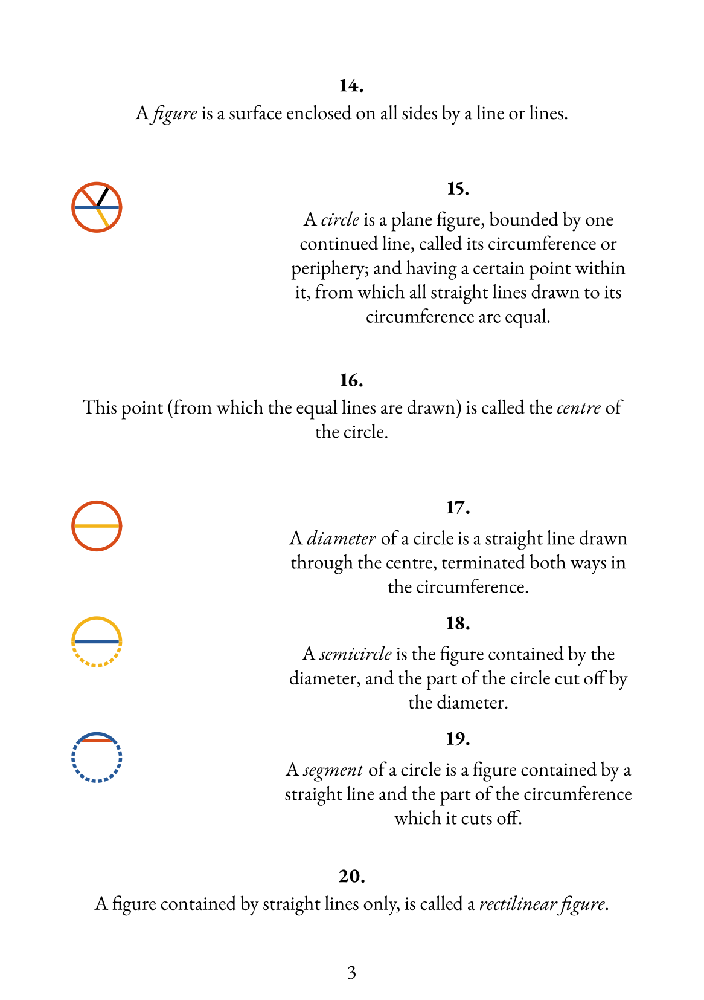 14.
A figure is a surface enclosed on all sides by a line or lines.
15.
A circle is a plane figure, bounded by one
continued line, called its circumference or
periphery; and having a certain point within
it, from which all straight lines drawn to its
circumference are equal.
16.
This point (from which the equal lines are drawn) is called the centre of
the circle.
17.
A diameter of a circle is a straight line drawn
through the centre, terminated both ways in
the circumference.
18.
A semicircle is the figure contained by the
diameter, and the part of the circle cut off by
the diameter.
19.
A segment of a circle is a figure contained by a
straight line and the part of the circumference
which it cuts off.
20.
A figure contained by straight lines only, is called a rectilinear figure.
3